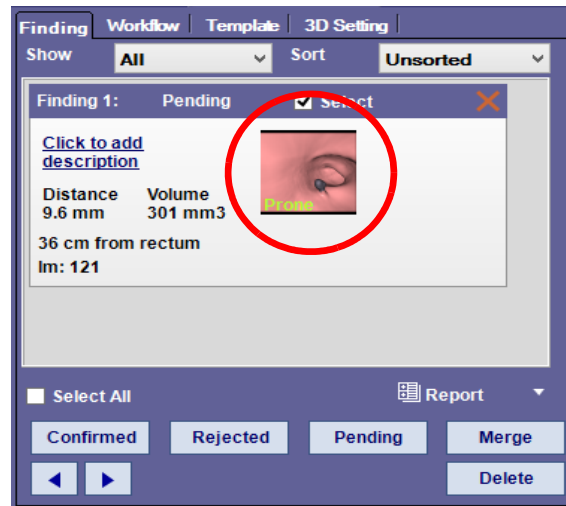 Finding Workflow Template 3D Setting
Show All Sort Unsorted
Finding 1: Pending Select
Click to add
description
Distance Volume
9.6 mm 301 mm3
Prone
36 cm from rectum
Im: 121
Select All Report
Confirmed Rejected Pending Merge
Delete